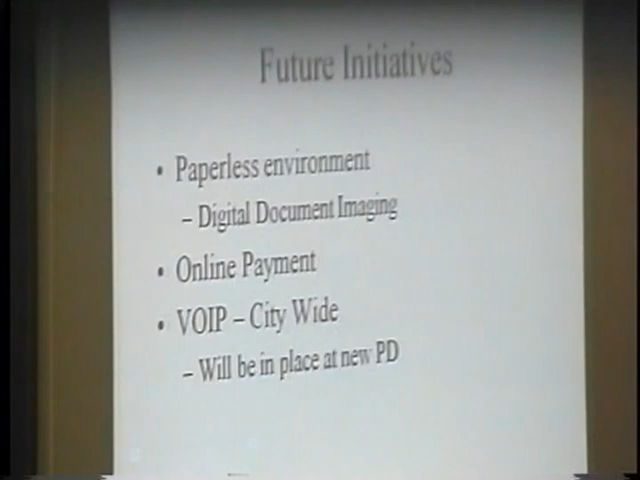 Future Initiatives
• Paperless environment
– Digital Document Imaging
• Online Payment
• VOIP – City Wide
– Will be in place at new PD